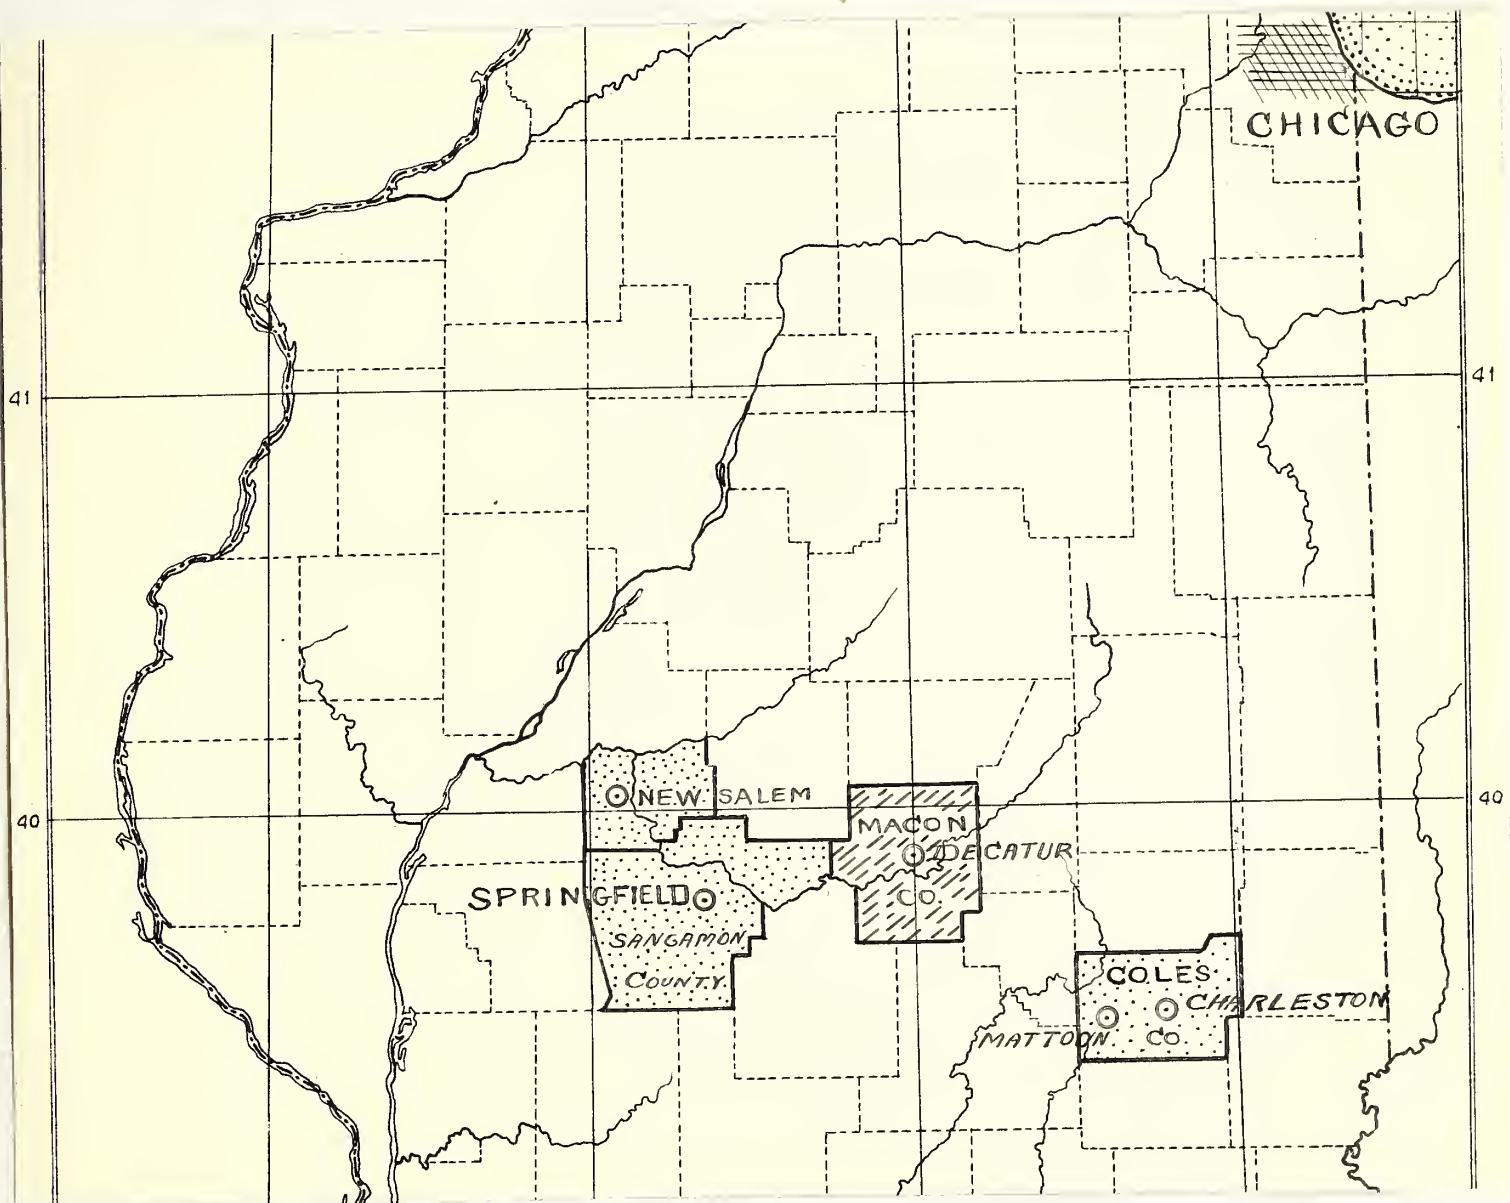 CHICAGO
41
41
NEW SALEM
40
MACON
40
DECATUR
SPRINGFIELD
CO.
SANGAMON
COUNTY.
COLES
CHARLESTON
MATTOON
CO.